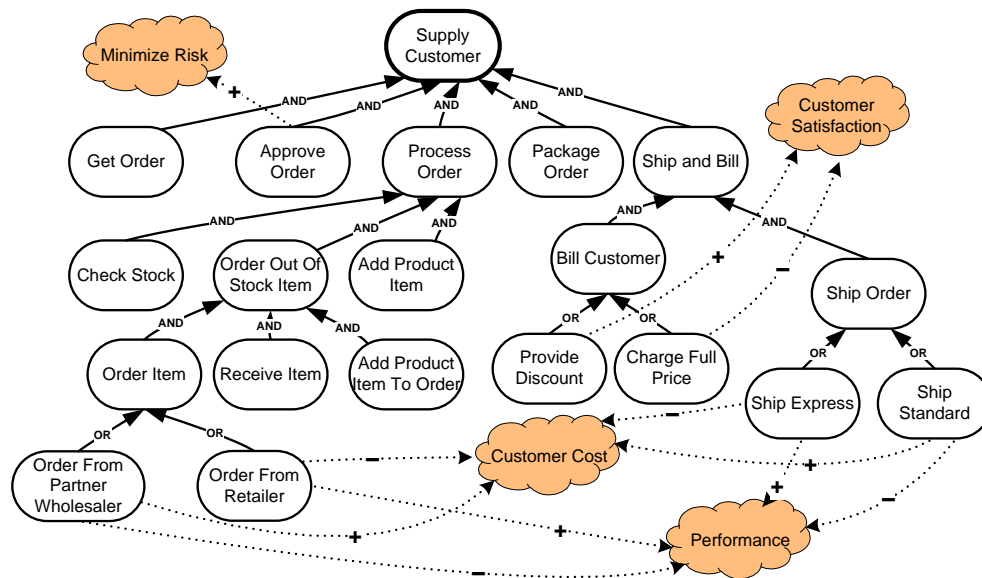 Supply
Customer
Minimize Risk
+
Customer
Satisfaction
AND
AND
AND
AND
AND
Get Order
Approve
Order
Process
Order
Package
Order
Ship and Bill
AND
AND
AND
AND
AND
Check Stock
Order Out Of
Stock Item
Add Product
Item
Bill Customer
+
−
Ship Order
AND
AND
AND
OR
OR
OR
OR
Order Item
Receive Item
Add Product
Item To Order
Provide
Discount
Charge Full
Price
Ship Express
Ship
Standard
OR
OR
−
Order From
Partner
Wholesaler
Order From
Retailer
−
Customer Cost
+
+
−
+
+
Performance
−